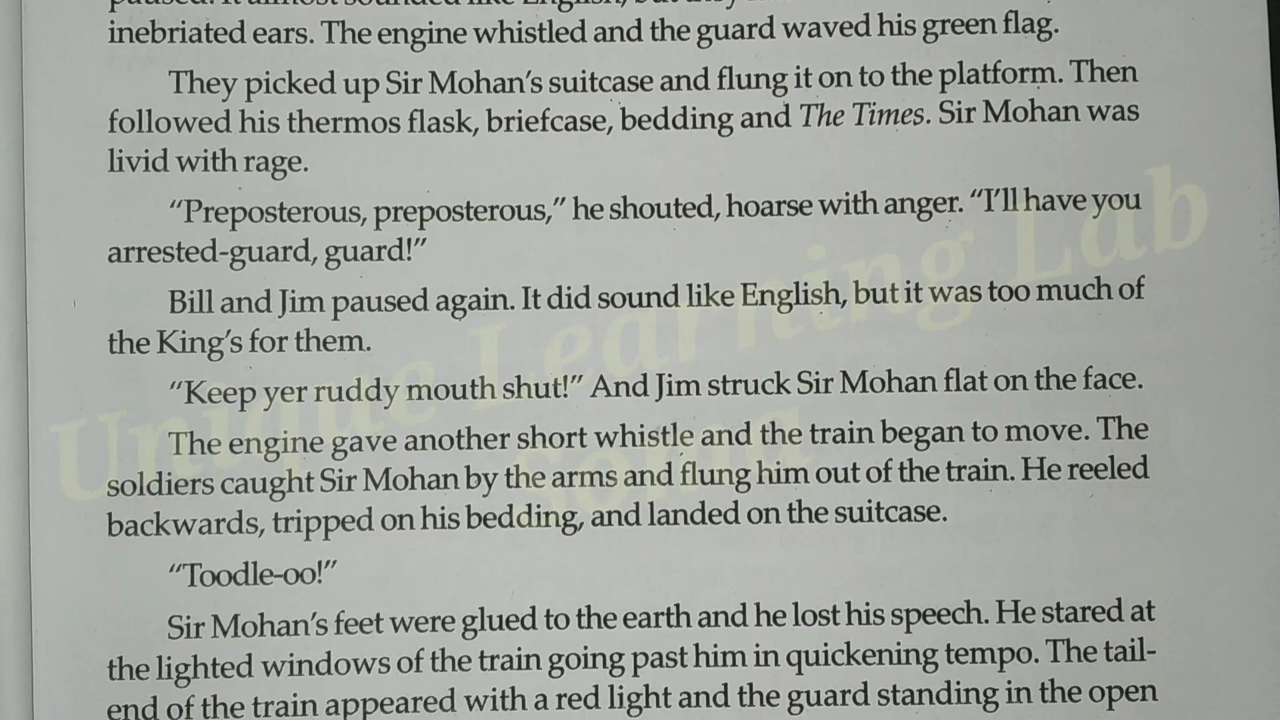 inebriated ears. The engine whistled and the guard waved his green flag.
They picked up Sir Mohan's suitcase and flung it on to the platform. Then
followed his thermos flask, briefcase, bedding and The Times. Sir Mohan was
livid with rage.
"Preposterous, preposterous," he shouted, hoarse with anger. "I'll have you
arrested-guard, guard!"
Bill and Jim paused again. It did sound like English, but it was too much of
the King's for them.
"Keep yer ruddy mouth shut!" And Jim struck Sir Mohan flat on the face.
The engine gave another short whistle and the train began to move. The
soldiers caught Sir Mohan by the arms and flung him out of the train. He reeled
backwards, tripped on his bedding, and landed on the suitcase.
"Toodle-oo!"
Sir Mohan's feet were glued to the earth and he lost his speech. He stared at
the lighted windows of the train going past him in quickening tempo. The tail-
end of the train appeared with a red light and the guard standing in the open
Unique Learning Lab
Soma